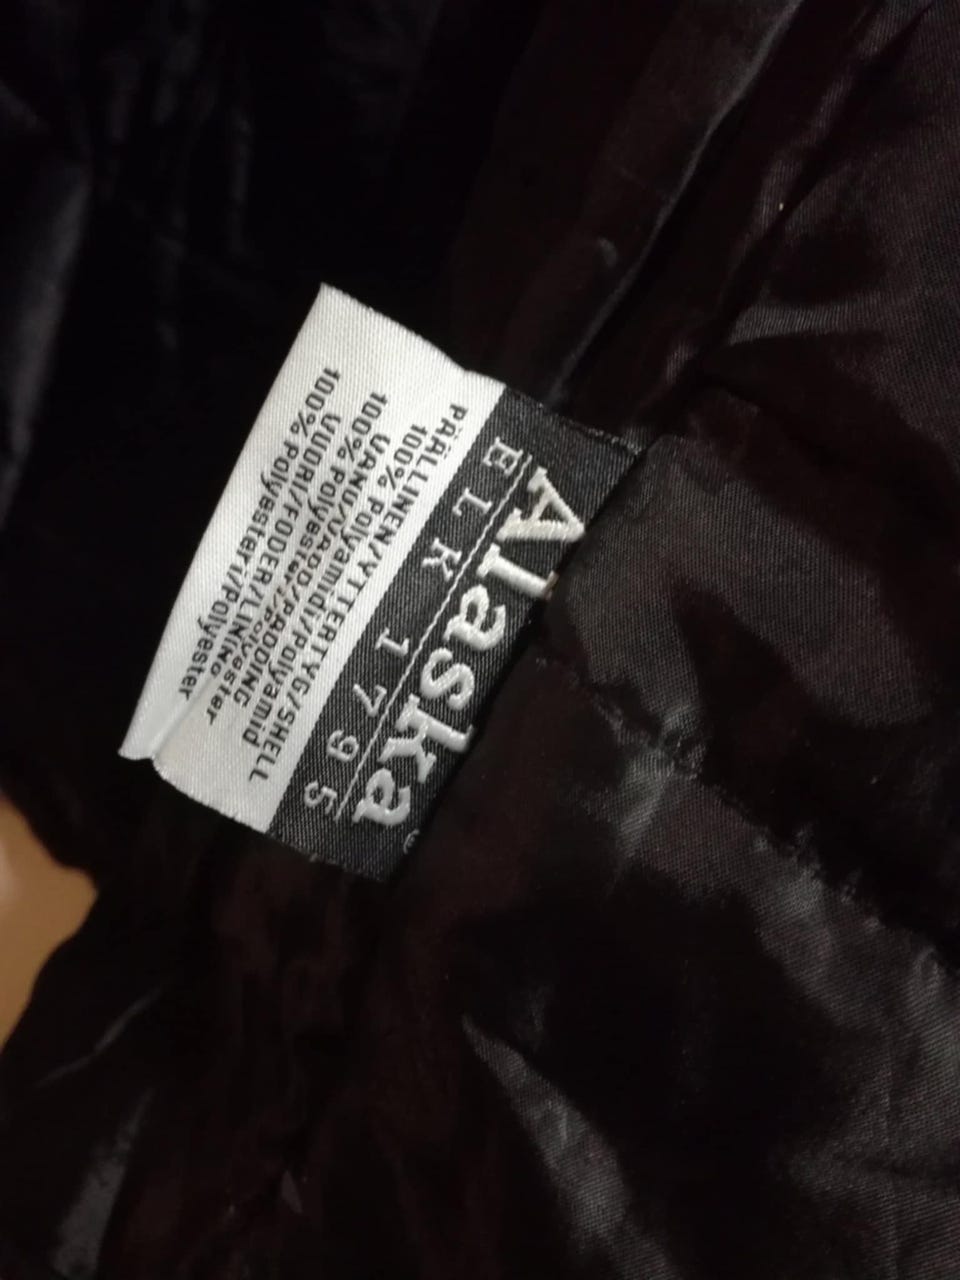 Alaska®
ELK 1795
PÄÄLLINEN/YTTERTYG/SHELL
100% Polyamidi/Polyamid
VANU/VADD/PADDING
100% Polyesteri/Polyester
VUORI/FODER/LINING
100% Polyesteri/Polyester